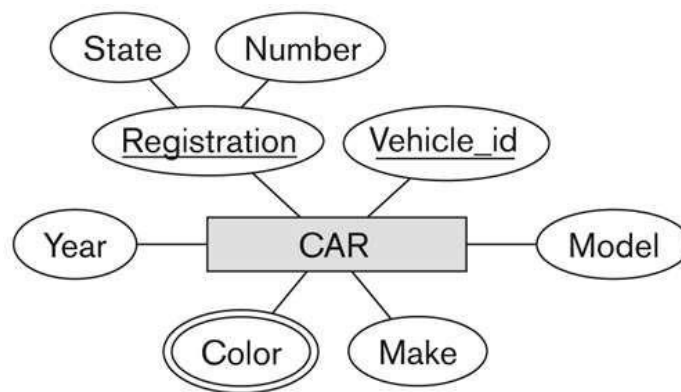 State
Number
Registration
Vehicle_id
Year
CAR
Model
Color
Make